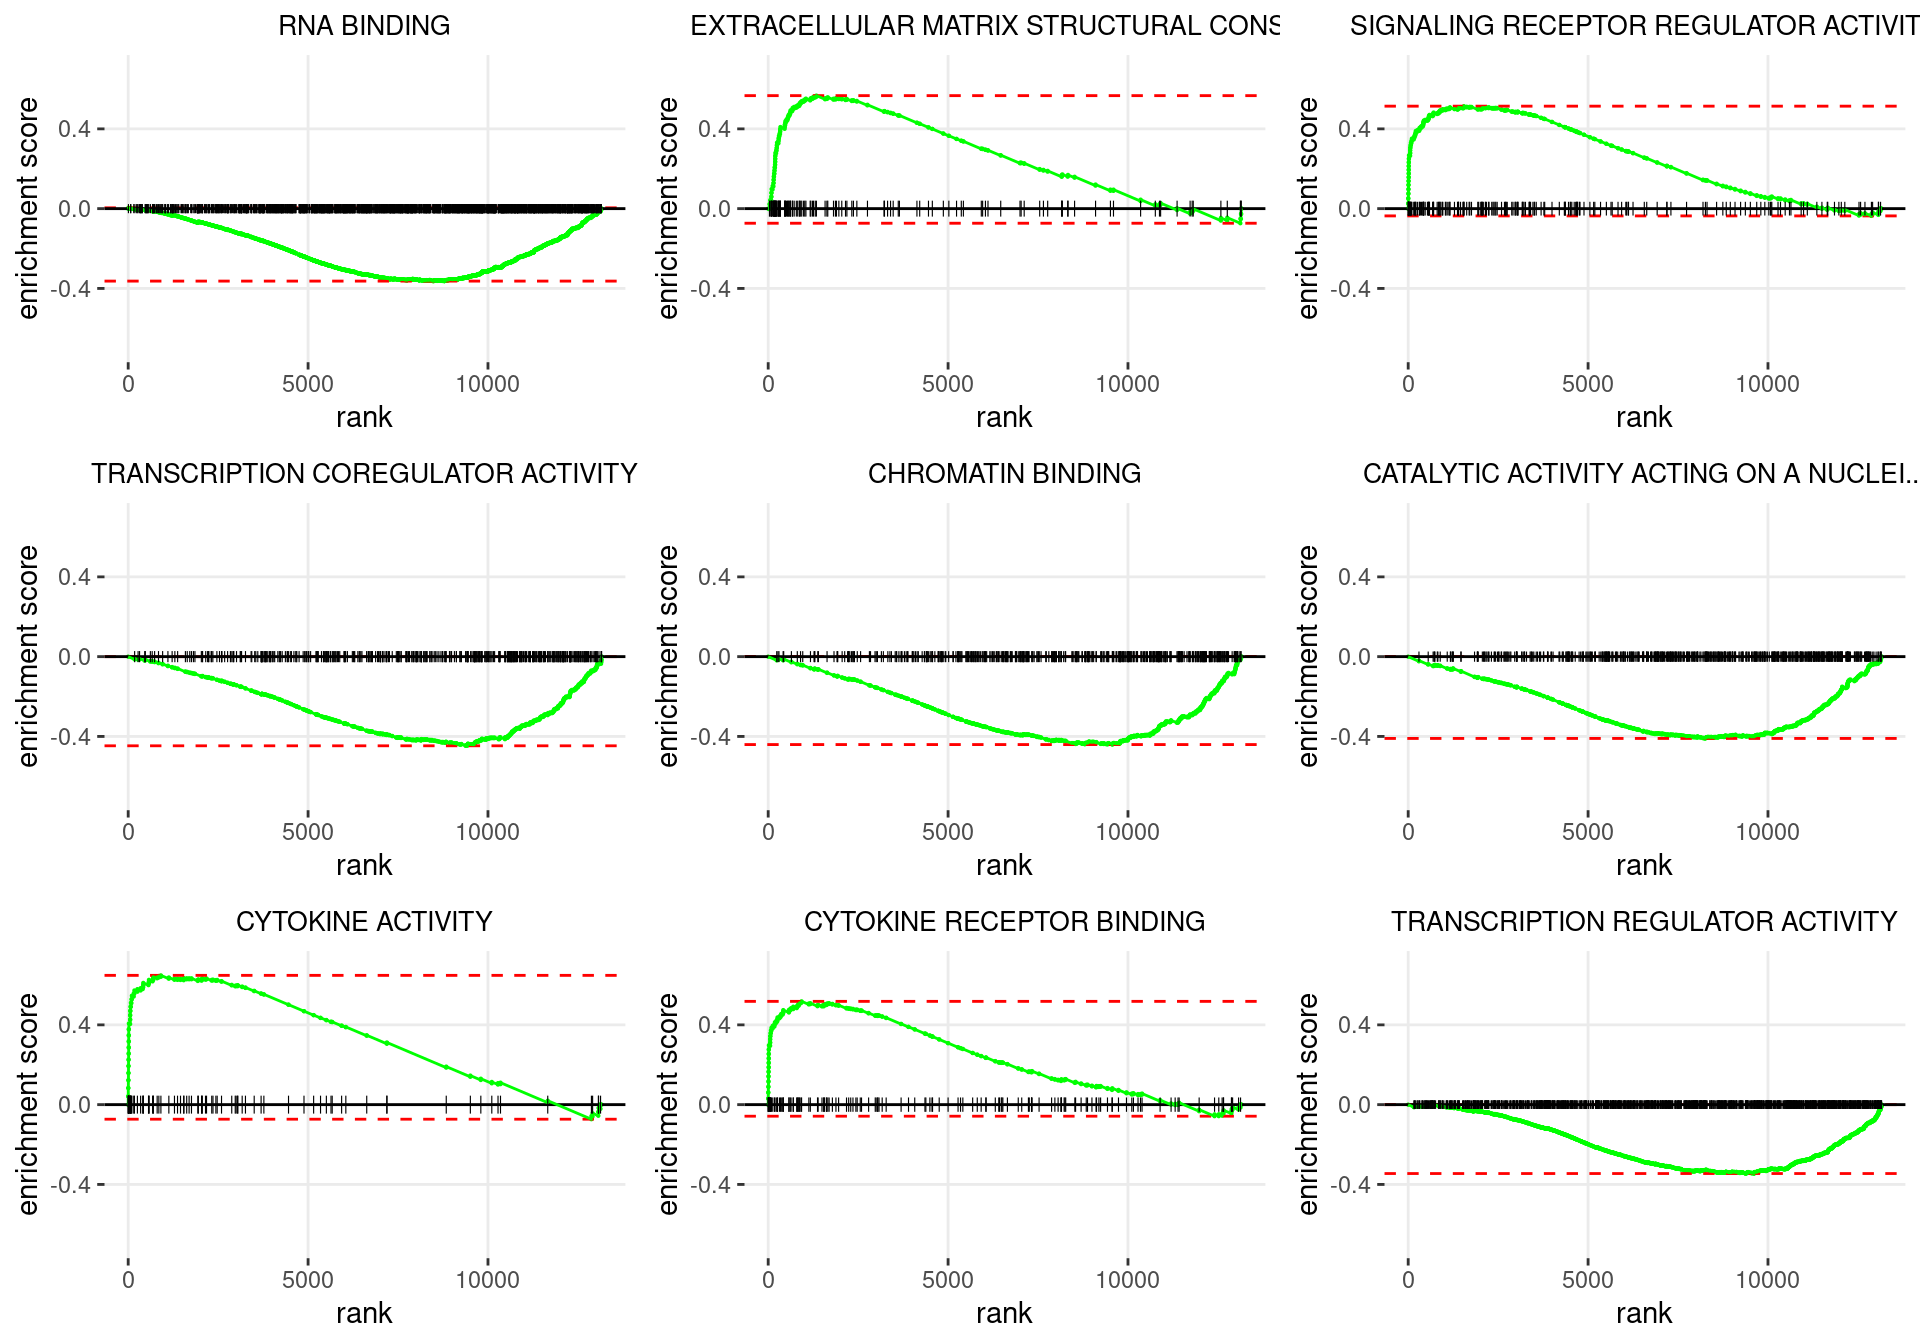 RNA BINDING
EXTRACELLULAR MATRIX STRUCTURAL CONS
SIGNALING RECEPTOR REGULATOR ACTIVIT
enrichment score
0.4
0.0
-0.4
0
5000
10000
rank
enrichment score
0.4
0.0
-0.4
0
5000
10000
rank
enrichment score
0.4
0.0
-0.4
0
5000
10000
rank
TRANSCRIPTION COREGULATOR ACTIVITY
CHROMATIN BINDING
CATALYTIC ACTIVITY ACTING ON A NUCLEI..
enrichment score
0.4
0.0
-0.4
0
5000
10000
rank
enrichment score
0.4
0.0
-0.4
0
5000
10000
rank
enrichment score
0.4
0.0
-0.4
0
5000
10000
rank
CYTOKINE ACTIVITY
CYTOKINE RECEPTOR BINDING
TRANSCRIPTION REGULATOR ACTIVITY
enrichment score
0.4
0.0
-0.4
0
5000
10000
rank
enrichment score
0.4
0.0
-0.4
0
5000
10000
rank
enrichment score
0.4
0.0
-0.4
0
5000
10000
rank